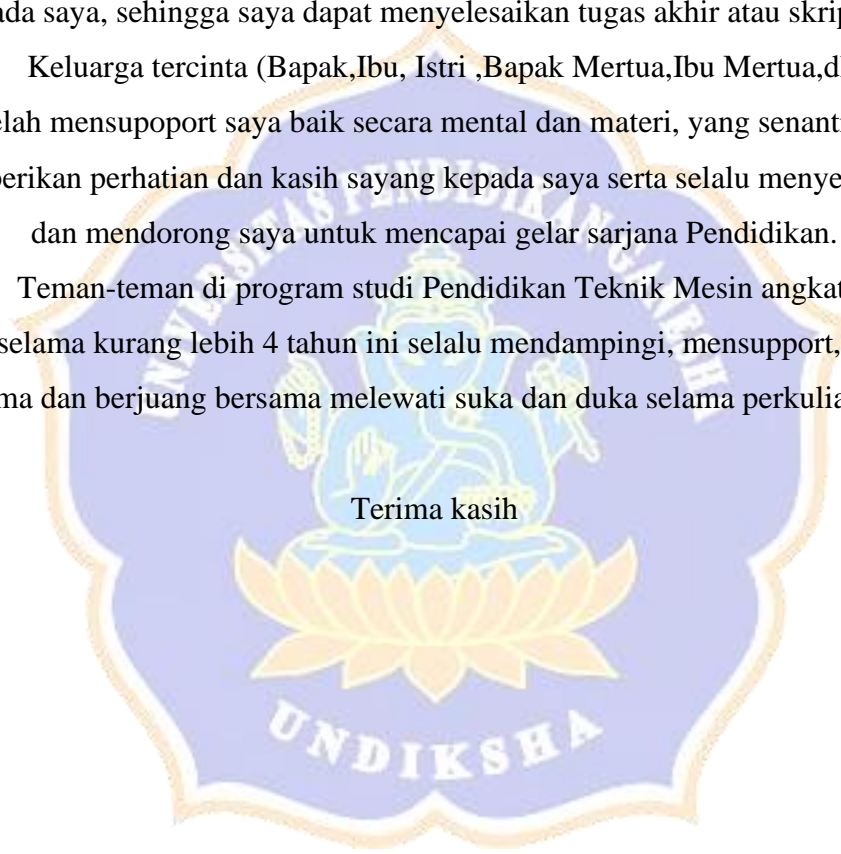 ada saya, sehingga saya dapat menyelesaikan tugas akhir atau skrip
Keluarga tercinta (Bapak,Ibu, Istri ,Bapak Mertua,Ibu Mertua,d
elah mensupoport saya baik secara mental dan materi, yang senant
erikan perhatian dan kasih sayang kepada saya serta selalu menye
dan mendorong saya untuk mencapai gelar sarjana Pendidikan.
Teman-teman di program studi Pendidikan Teknik Mesin angkat
selama kurang lebih 4 tahun ini selalu mendampingi, mensupport,
ma dan berjuang bersama melewati suka dan duka selama perkulia
Terima kasih
UNIVERSITAS PENDIDIKAN GANESHA
UNDIKSHA